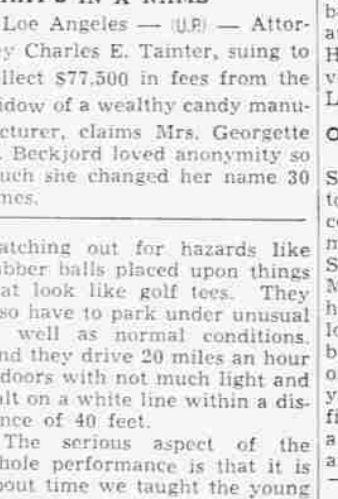 Los Angeles — (U.P.) — Attor-
ey Charles E. Tainter, suing to
llect $77,500 in fees from the
idow of a wealthy candy manu-
cturer, claims Mrs. Georgette
. Beckjord loved anonymity so
uch she changed her name 30
mes.
atching out for hazards like
ubber balls placed upon things
at look like golf tees. They
so have to park under unusual
well as normal conditions.
nd they drive 20 miles an hour
doors with not much light and
alt on a white line within a dis-
nce of 40 feet.
The serious aspect of the
hole performance is that it is
bout time we taught the young